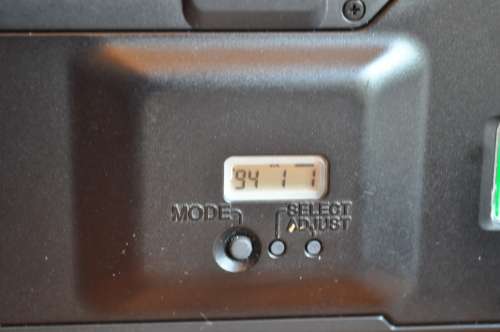 '94 1 1
MODE
SELECT
ADJUST